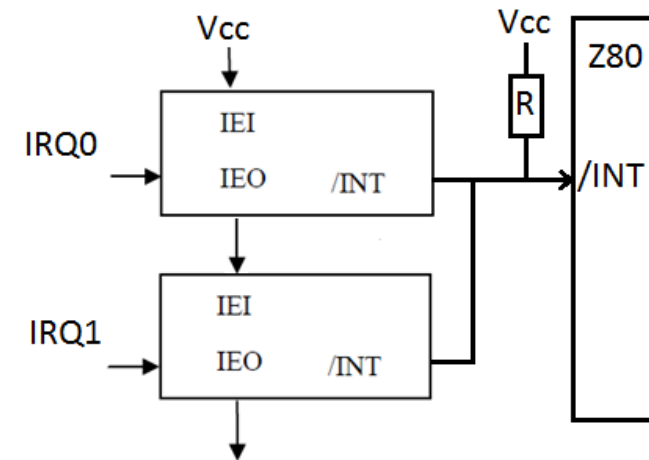 Vcc
Vcc
Z80
IEI
R
IRQ0
IEO
/INT
/INT
IEI
IRQ1
IEO
/INT